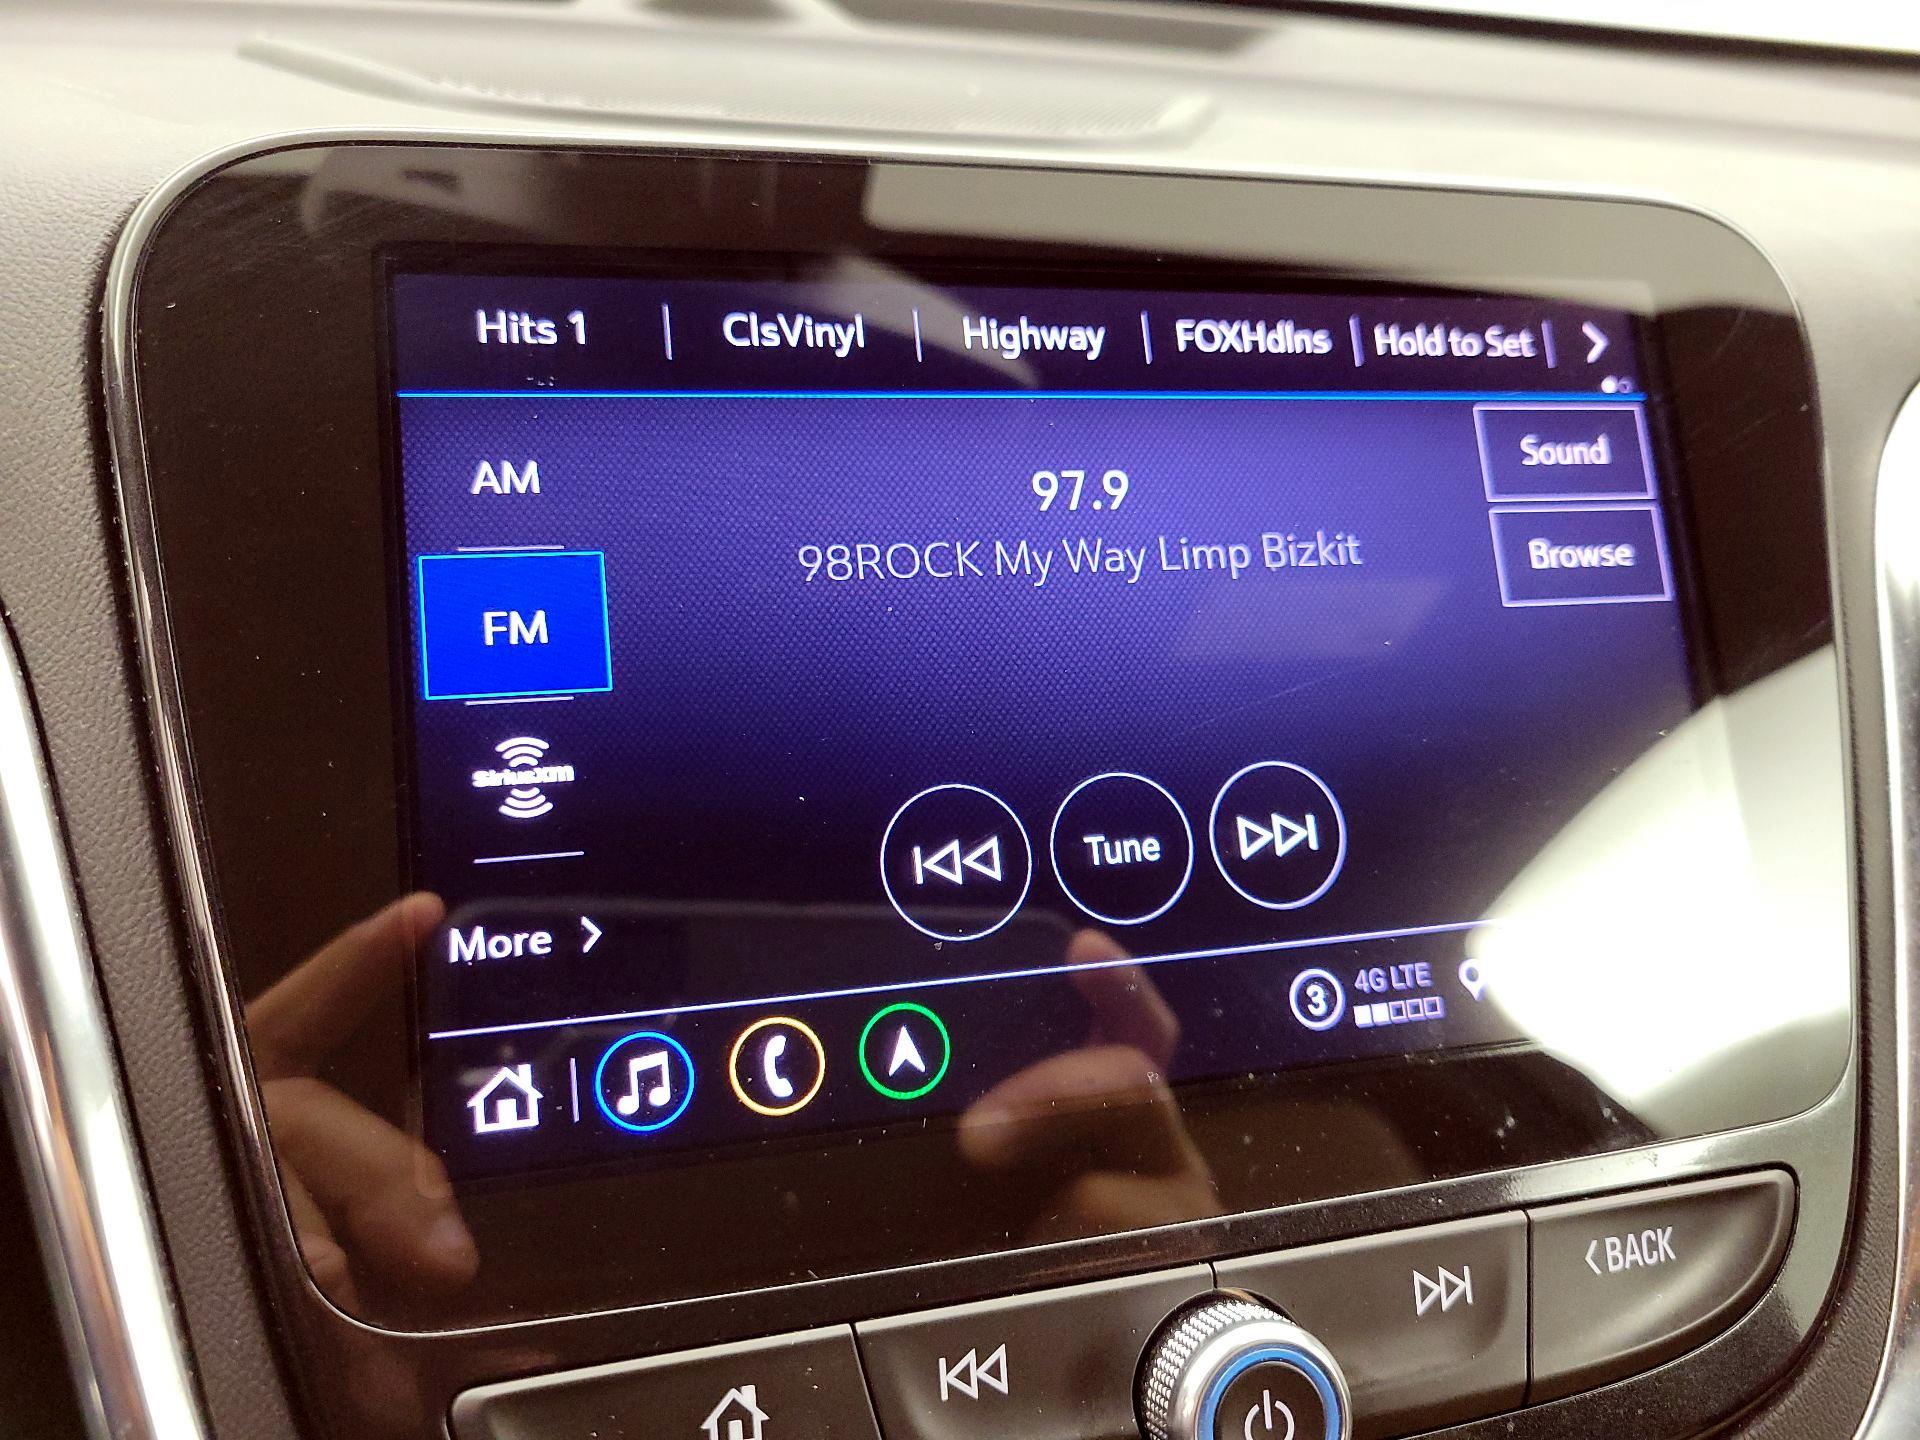 Hits 1 | ClsVinyl | Highway | FOXHdlns | Hold to Set | >
AM
97.9
Sound
98ROCK My Way Limp Bizkit
Browse
FM
siriusxm
Tune
More >
3 4G LTE
< BACK